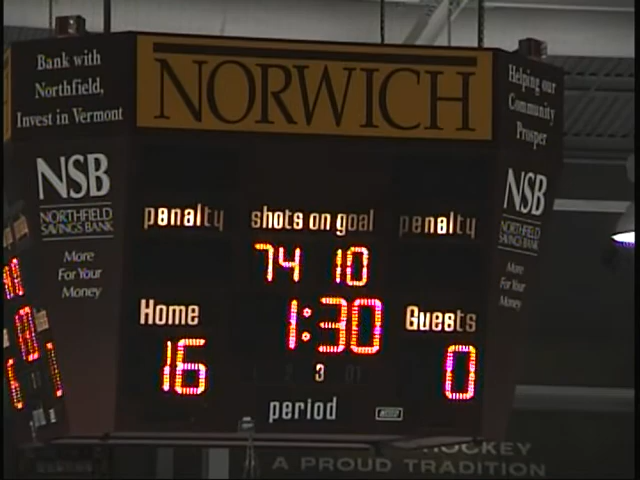 Bank with
Northfield,
Invest in Vermont
NORWICH
Helping our
Community
Prosper
NSB
NORTHFIELD
SAVINGS BANK
More
For Your
Money
NSB
NORTHFIELD
SAVINGS BANK
More
For Your
Money
penalty shots on goal penalty
74 10
Home 1:30 Guests
16 0
3
period
HOCKEY
A PROUD TRADITION